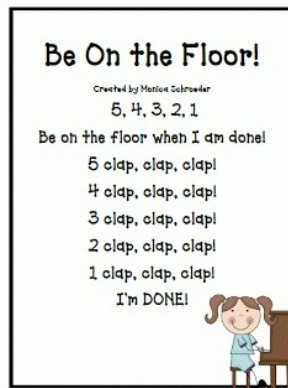 Be On the Floor!
Created by Monica Schroeder
5, 4, 3, 2, 1
Be on the floor when I am done!
5 clap, clap, clap!
4 clap, clap, clap!
3 clap, clap, clap!
2 clap, clap, clap!
1 clap, clap, clap!
I'm DONE!